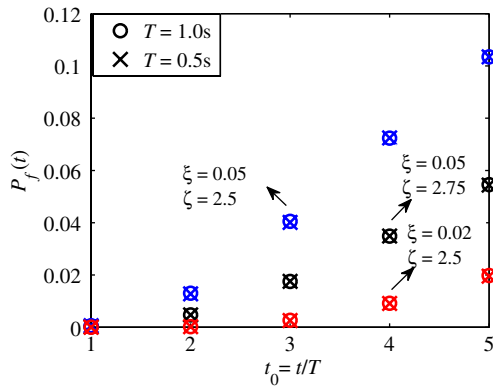 0.12
T = 1.0s
T = 0.5s
0.1
0.08
0.06
0.04
0.02
0
P_f(t)
ξ = 0.05
ζ = 2.5
ξ = 0.05
ζ = 2.75
ξ = 0.02
ζ = 2.5
1 2 3 4 5
t_0 = t/T